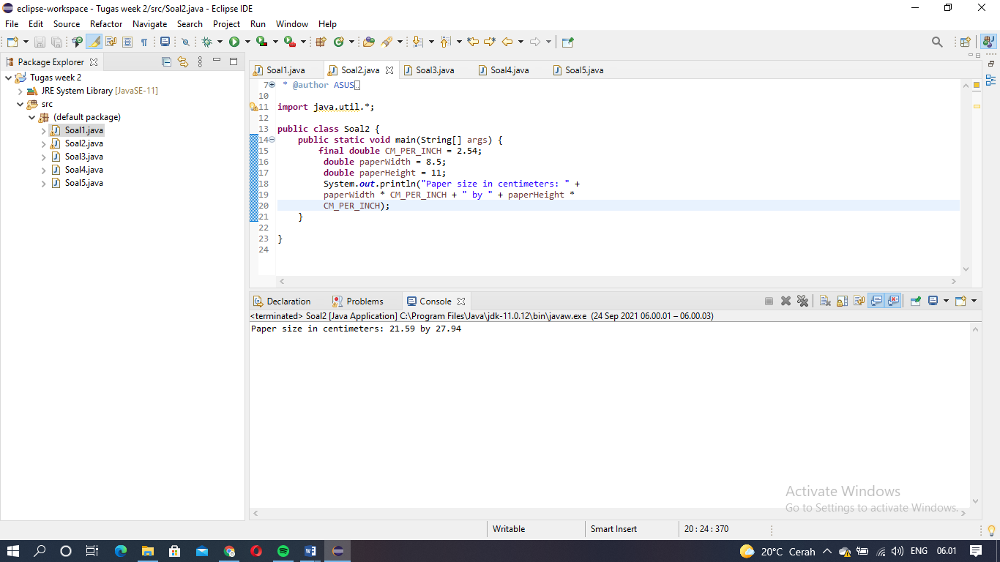 eclipse-workspace - Tugas week 2/src/Soal2.java - Eclipse IDE
File Edit Source Refactor Navigate Search Project Run Window Help
Package Explorer
Tugas week 2
JRE System Library [JavaSE-11]
src
(default package)
Soal1.java
Soal2.java
Soal3.java
Soal4.java
Soal5.java
Soal1.java Soal2.java Soal3.java Soal4.java Soal5.java
7 * @author ASUS
10
11 import java.util.*;
12
13 public class Soal2 {
14 public static void main(String[] args) {
15 final double CM_PER_INCH = 2.54;
16 double paperWidth = 8.5;
17 double paperHeight = 11;
18 System.out.println("Paper size in centimeters: " +
19 paperWidth * CM_PER_INCH + " by " + paperHeight *
20 CM_PER_INCH);
21 }
22
23 }
24
Declaration Problems Console
<terminated> Soal2 [Java Application] C:\Program Files\Java\jdk-11.0.12\bin\javaw.exe (24 Sep 2021 06.00.01 – 06.00.03)
Paper size in centimeters: 21.59 by 27.94
Activate Windows
Go to Settings to activate Windows.
Writable Smart Insert 20 : 24 : 370
20°C Cerah ENG 06.01